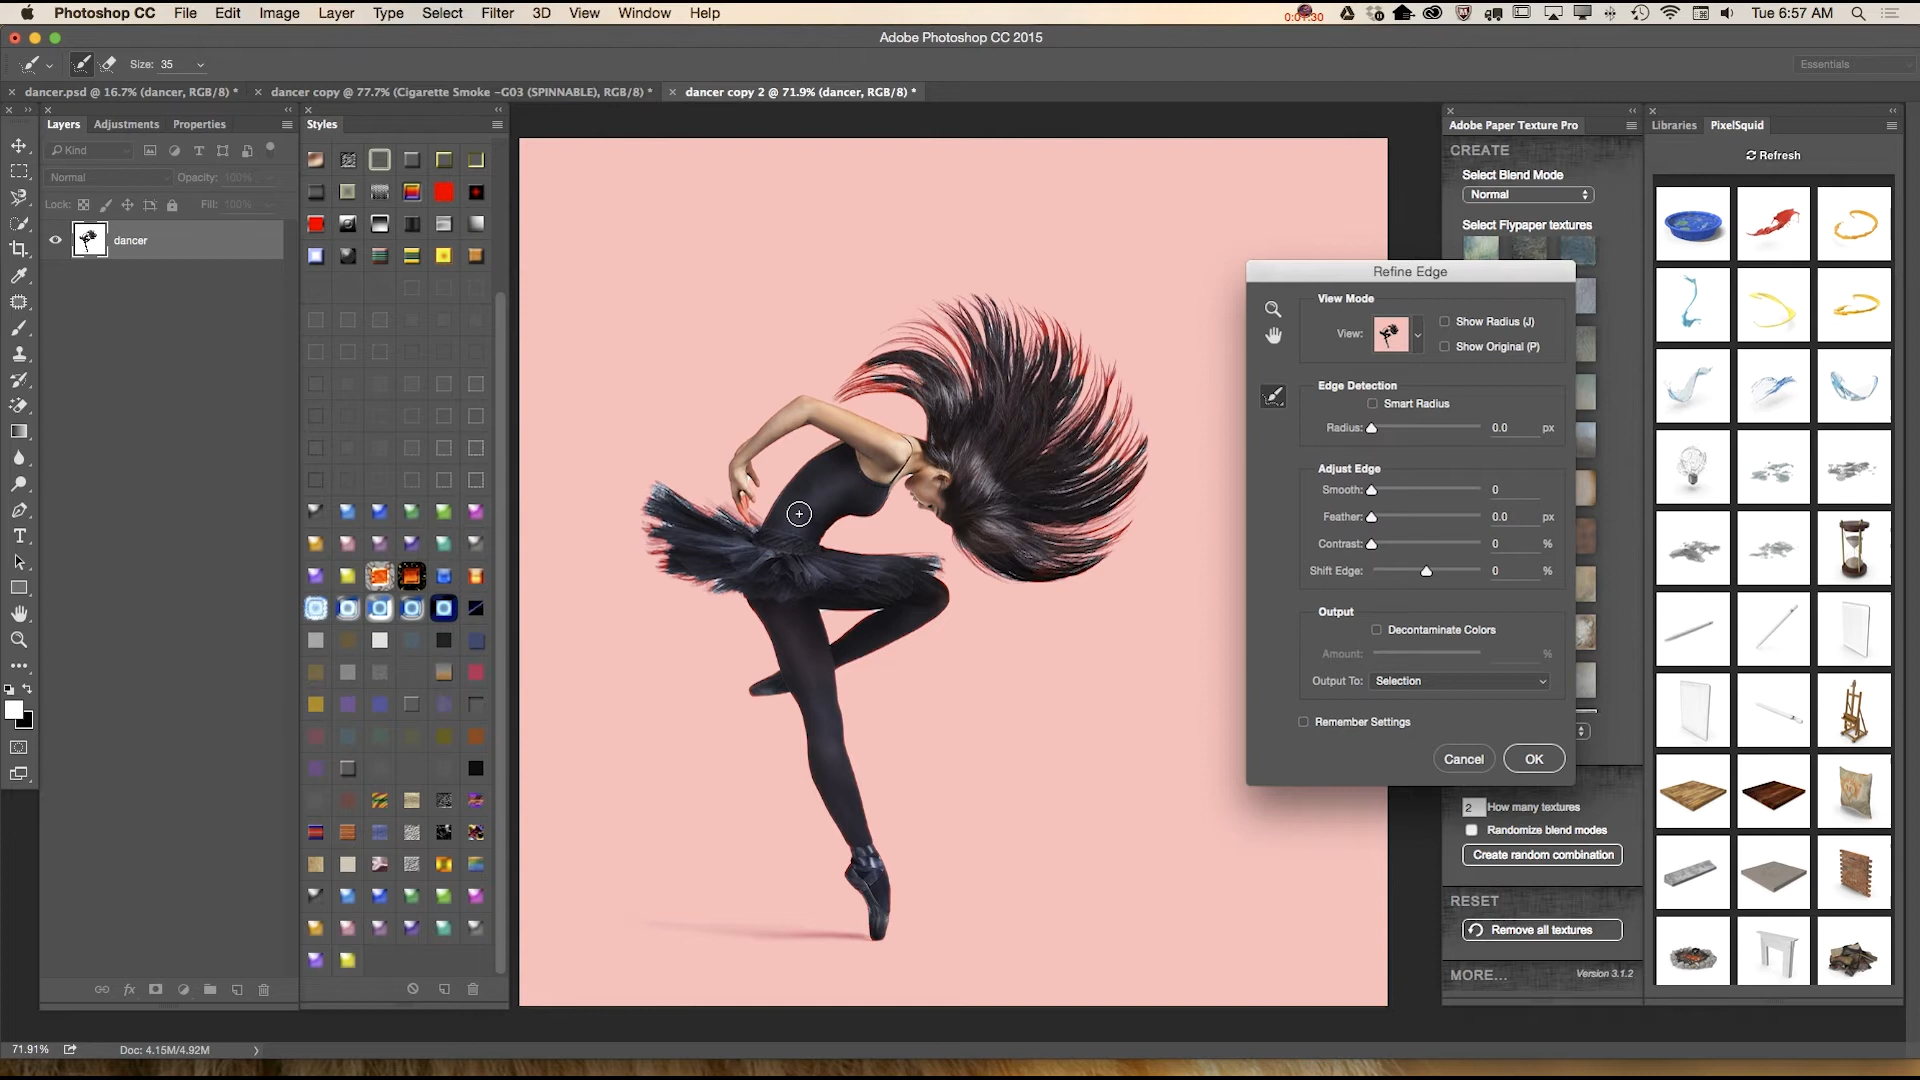 Photoshop CC File Edit Image Layer Type Select Filter 3D View Window Help
0:01:30 Tue 6:57 AM
Adobe Photoshop CC 2015
Size: 35 Essentials
dancer.psd @ 16.7% (dancer, RGB/8) * dancer copy @ 77.7% (Cigarette Smoke -G03 (SPINNABLE), RGB/8) * dancer copy 2 @ 71.9% (dancer, RGB/8) *
Layers Adjustments Properties
Kind
Normal Opacity: 100%
Lock: Fill: 100%
dancer
Styles
Refine Edge
View Mode
View:
Show Radius (J)
Show Original (P)
Edge Detection
Smart Radius
Radius: 0.0 px
Adjust Edge
Smooth: 0
Feather: 0.0 px
Contrast: 0 %
Shift Edge: 0 %
Output
Decontaminate Colors
Amount: %
Output To: Selection
Remember Settings
Cancel OK
Adobe Paper Texture Pro
CREATE
Select Blend Mode
Normal
Select Flypaper textures
2 How many textures
Randomize blend modes
Create random combination
RESET
Remove all textures
MORE... Version 3.1.2
Libraries PixelSquid
Refresh
71.91% Doc: 4.15M/4.92M